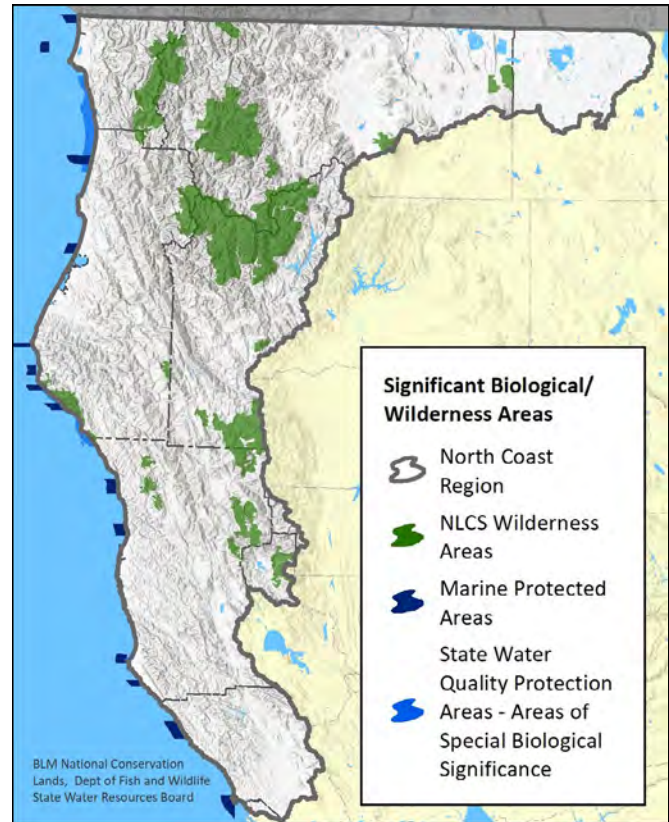 Significant Biological/
Wilderness Areas
North Coast
Region
NLCS Wilderness
Areas
Marine Protected
Areas
State Water
Quality Protection
Areas - Areas of
Special Biological
Significance
BLM National Conservation
Lands, Dept of Fish and Wildlife
State Water Resources Board